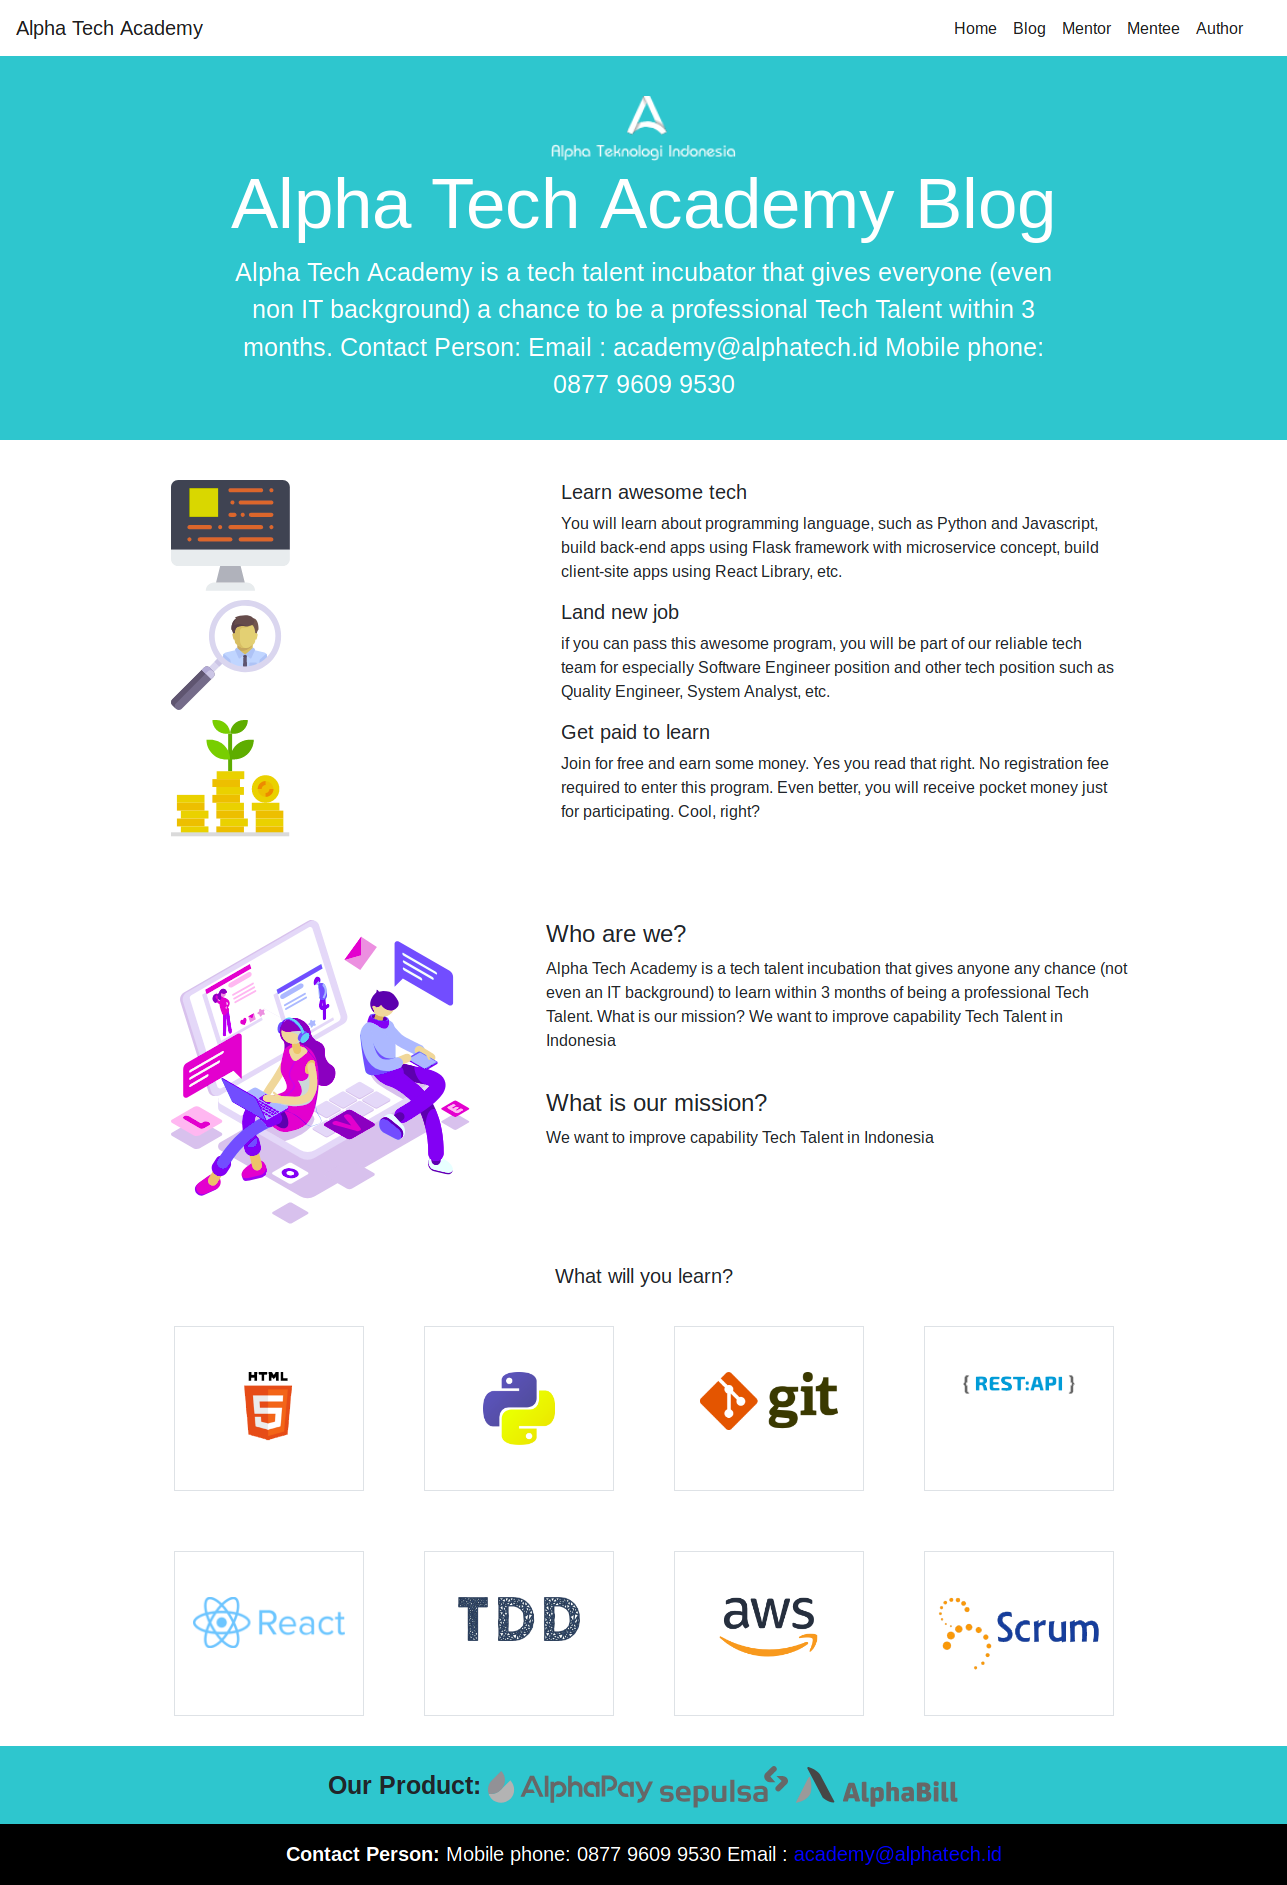 Alpha Tech Academy
Home Blog Mentor Mentee Author
Alpha Teknologi Indonesia
Alpha Tech Academy Blog
Alpha Tech Academy is a tech talent incubator that gives everyone (even
non IT background) a chance to be a professional Tech Talent within 3
months. Contact Person: Email : academy@alphatech.id Mobile phone:
0877 9609 9530
Learn awesome tech
You will learn about programming language, such as Python and Javascript,
build back-end apps using Flask framework with microservice concept, build
client-site apps using React Library, etc.
Land new job
if you can pass this awesome program, you will be part of our reliable tech
team for especially Software Engineer position and other tech position such as
Quality Engineer, System Analyst, etc.
Get paid to learn
Join for free and earn some money. Yes you read that right. No registration fee
required to enter this program. Even better, you will receive pocket money just
for participating. Cool, right?
Who are we?
Alpha Tech Academy is a tech talent incubation that gives anyone any chance (not
even an IT background) to learn within 3 months of being a professional Tech
Talent. What is our mission? We want to improve capability Tech Talent in
Indonesia
What is our mission?
We want to improve capability Tech Talent in Indonesia
What will you learn?
HTML
5
git
{ REST:API }
React
TDD
aws
Scrum
Our Product: AlphaPay sepulsa AlphaBill
Contact Person: Mobile phone: 0877 9609 9530 Email : academy@alphatech.id